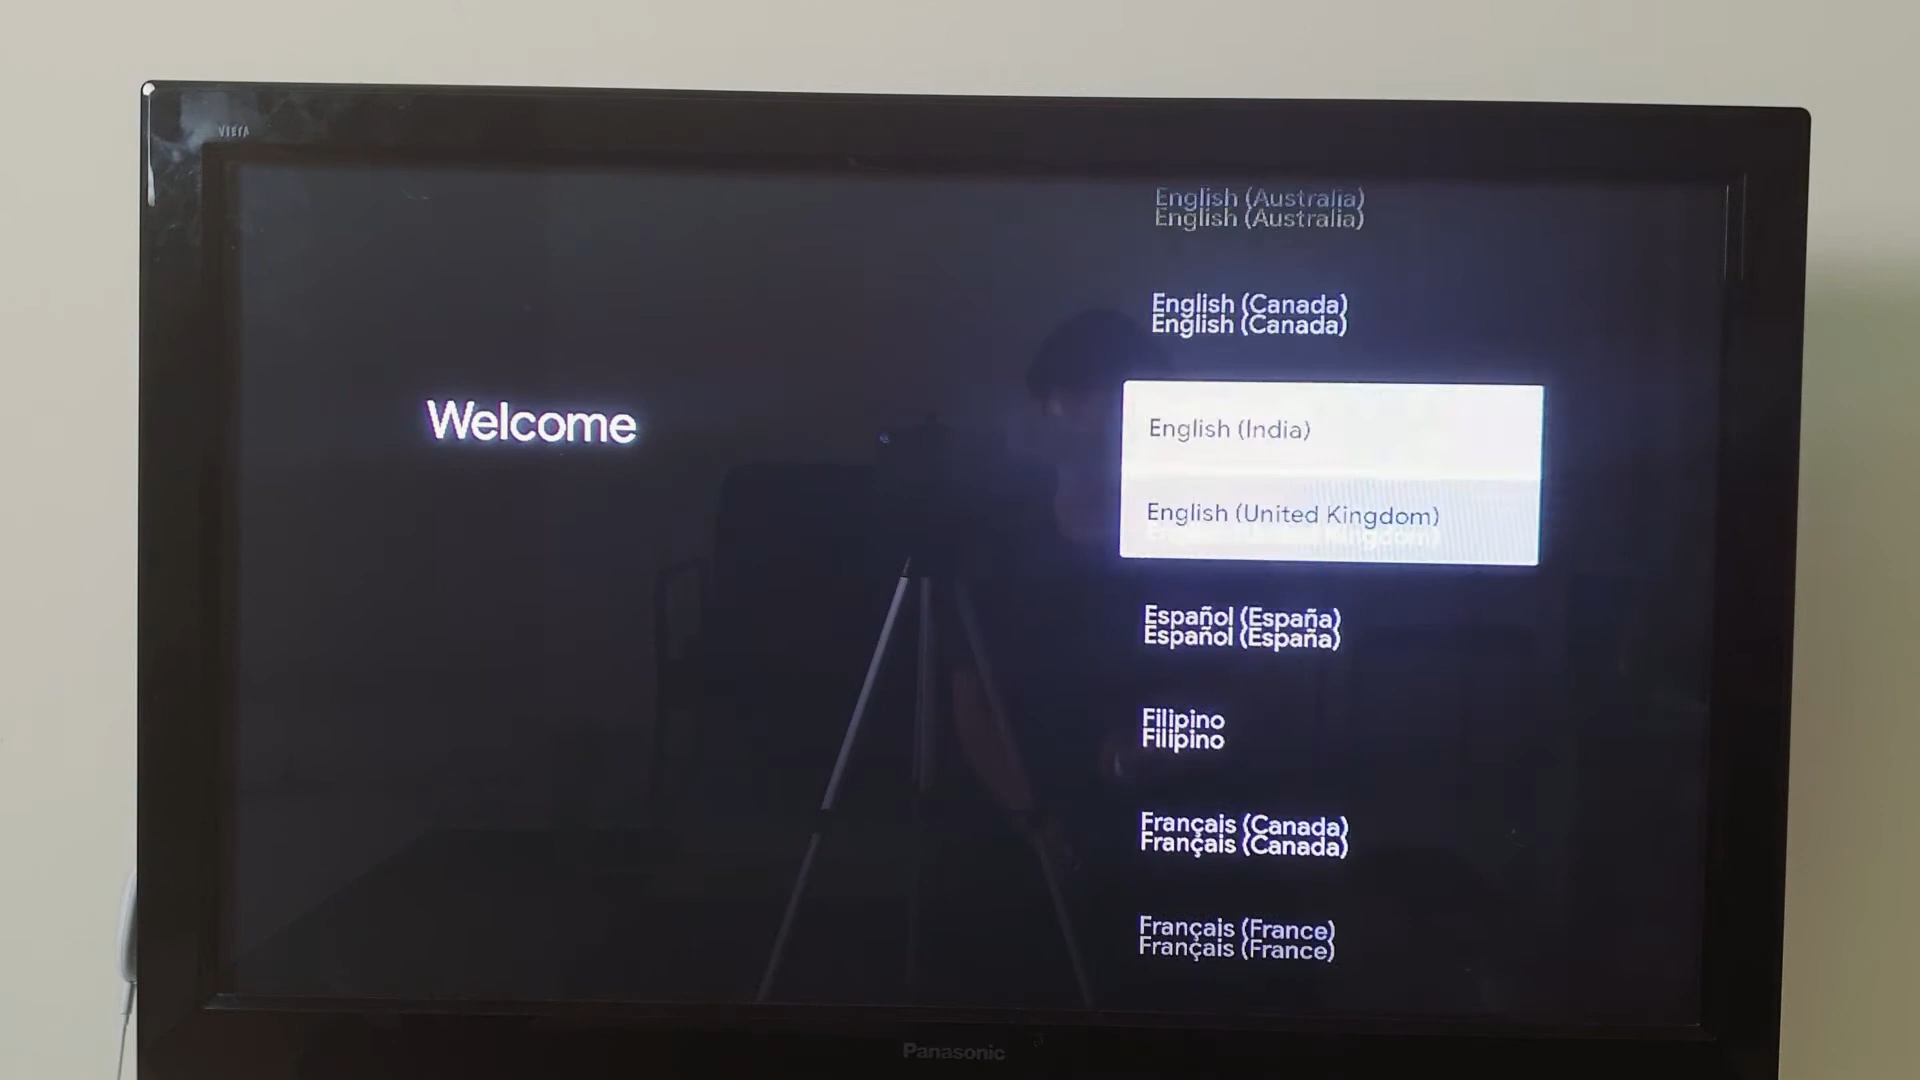 VIERA
Welcome
English (Australia)
English (Australia)
English (Canada)
English (Canada)
English (India)
English (United Kingdom)
Español (España)
Español (España)
Filipino
Filipino
Français (Canada)
Français (Canada)
Français (France)
Français (France)
Panasonic